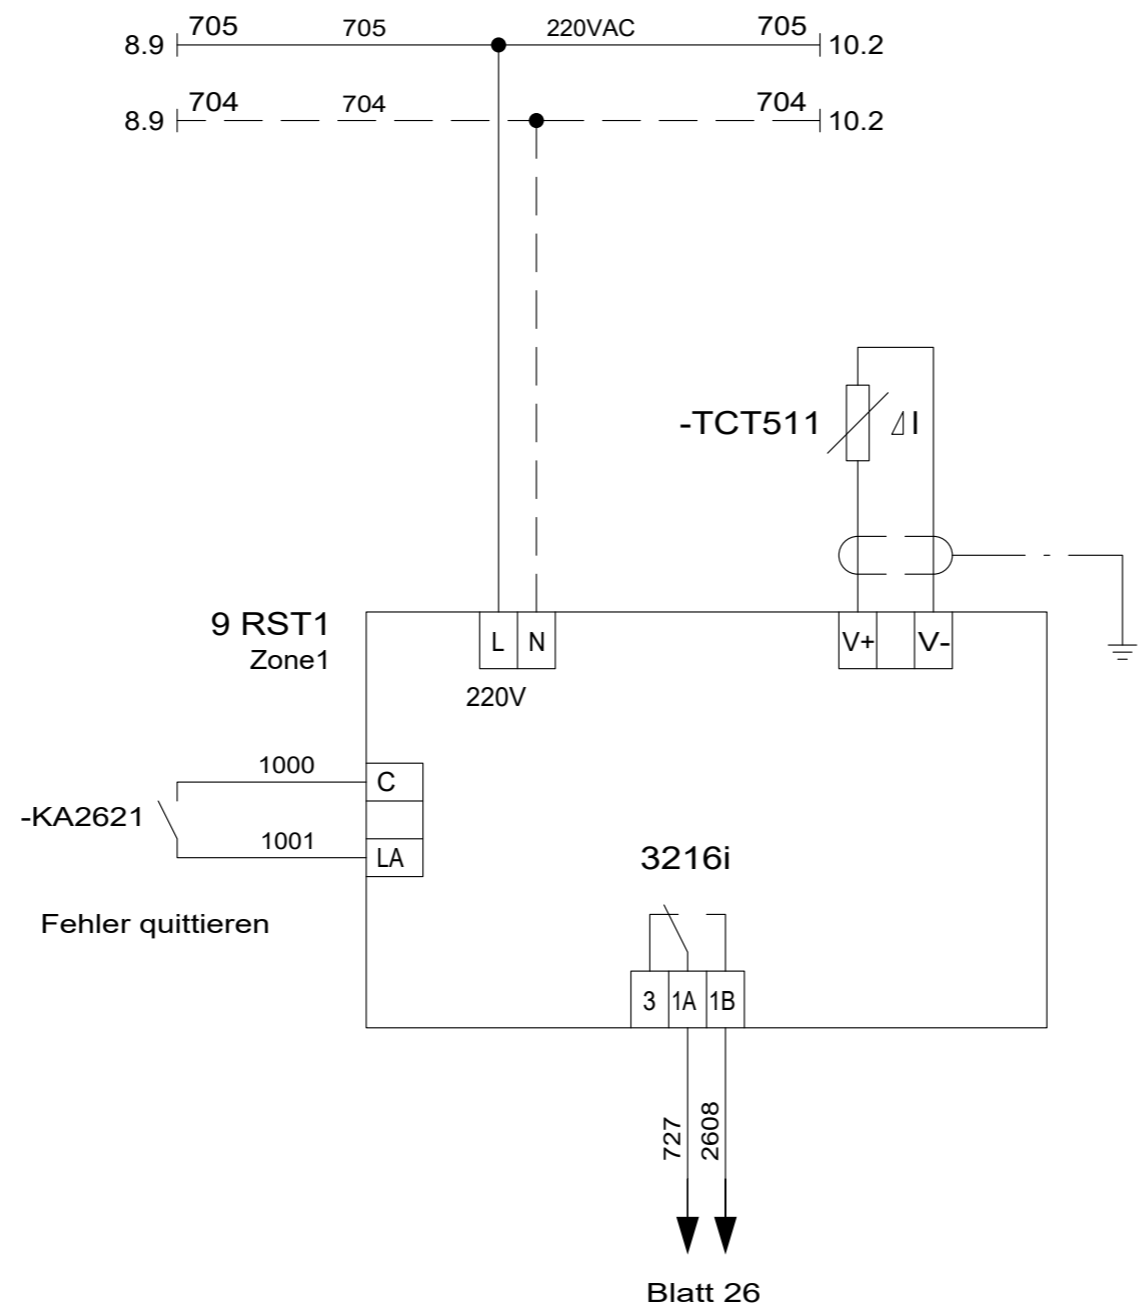 8.9 705 705 220VAC 705 10.2
8.9 704 704 704 10.2
-TCT511 ⊿I
9 RST1
Zone1
L N V+ V-
220V
1000
C
-KA2621
1001
LA
3216i
Fehler quittieren
3 1A 1B
727 2608
Blatt 26